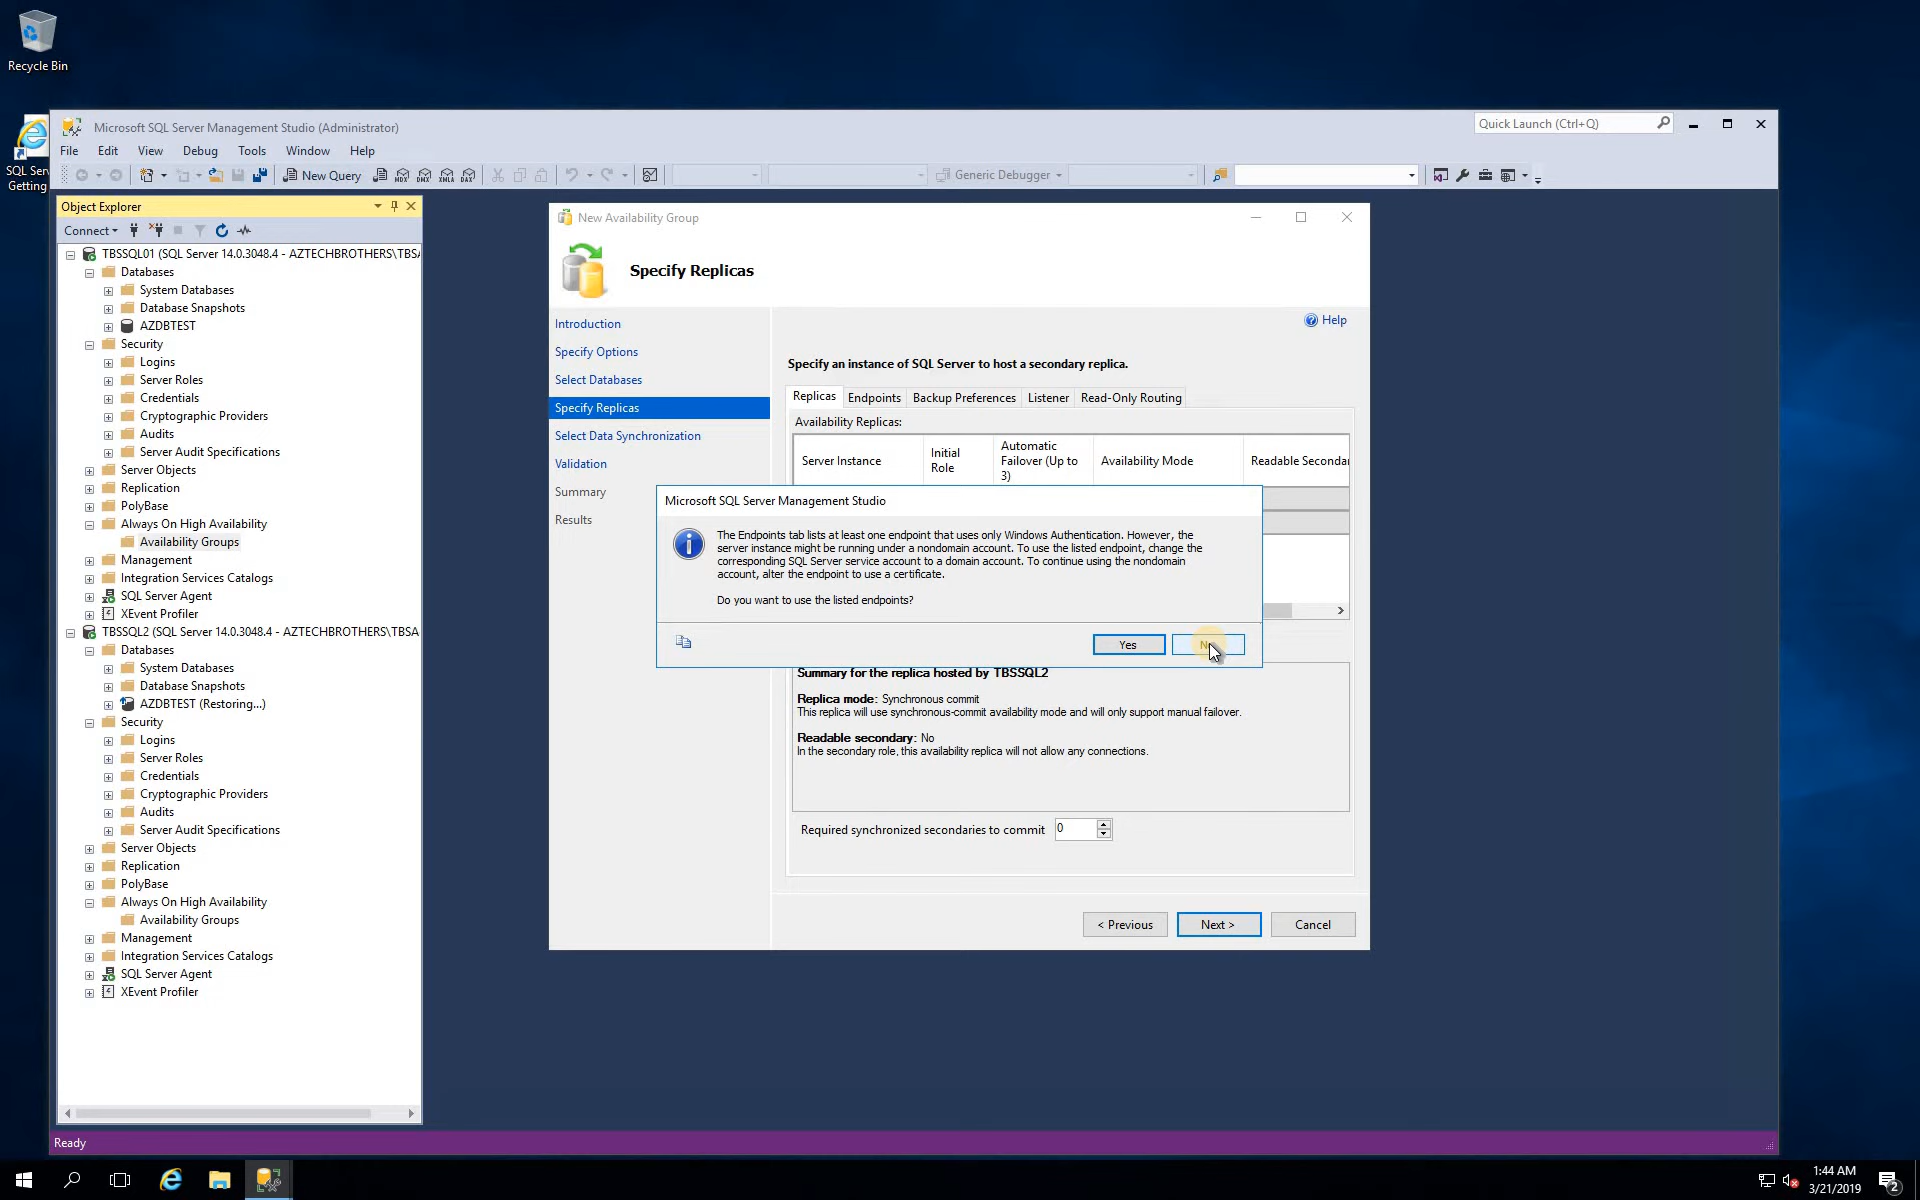 Recycle Bin
SQL Serv
Getting
Microsoft SQL Server Management Studio (Administrator)
Quick Launch (Ctrl+Q)
File Edit View Debug Tools Window Help
New Query
MDX DMX XMLA DAX
Generic Debugger
Object Explorer
Connect
TBSSQL01 (SQL Server 14.0.3048.4 - AZTECHBROTHERS\TBSA
Databases
System Databases
Database Snapshots
AZDBTEST
Security
Logins
Server Roles
Credentials
Cryptographic Providers
Audits
Server Audit Specifications
Server Objects
Replication
PolyBase
Always On High Availability
Availability Groups
Management
Integration Services Catalogs
SQL Server Agent
XEvent Profiler
TBSSQL2 (SQL Server 14.0.3048.4 - AZTECHBROTHERS\TBSA
Databases
System Databases
Database Snapshots
AZDBTEST (Restoring...)
Security
Logins
Server Roles
Credentials
Cryptographic Providers
Audits
Server Audit Specifications
Server Objects
Replication
PolyBase
Always On High Availability
Availability Groups
Management
Integration Services Catalogs
SQL Server Agent
XEvent Profiler
New Availability Group
Specify Replicas
Introduction
Specify Options
Select Databases
Specify Replicas
Select Data Synchronization
Validation
Summary
Results
Help
Specify an instance of SQL Server to host a secondary replica.
Replicas Endpoints Backup Preferences Listener Read-Only Routing
Availability Replicas:
Server Instance
Initial
Role
Automatic
Failover (Up to
3)
Availability Mode
Readable Seconda
Microsoft SQL Server Management Studio
The Endpoints tab lists at least one endpoint that uses only Windows Authentication. However, the
server instance might be running under a nondomain account. To use the listed endpoint, change the
corresponding SQL Server service account to a domain account. To continue using the nondomain
account, alter the endpoint to use a certificate.
Do you want to use the listed endpoints?
Yes
Summary for the replica hosted by TBSSQL2
Replica mode: Synchronous commit
This replica will use synchronous-commit availability mode and will only support manual failover.
Readable secondary: No
In the secondary role, this availability replica will not allow any connections.
Required synchronized secondaries to commit 0
< Previous Next > Cancel
Ready
1:44 AM
3/21/2019
2